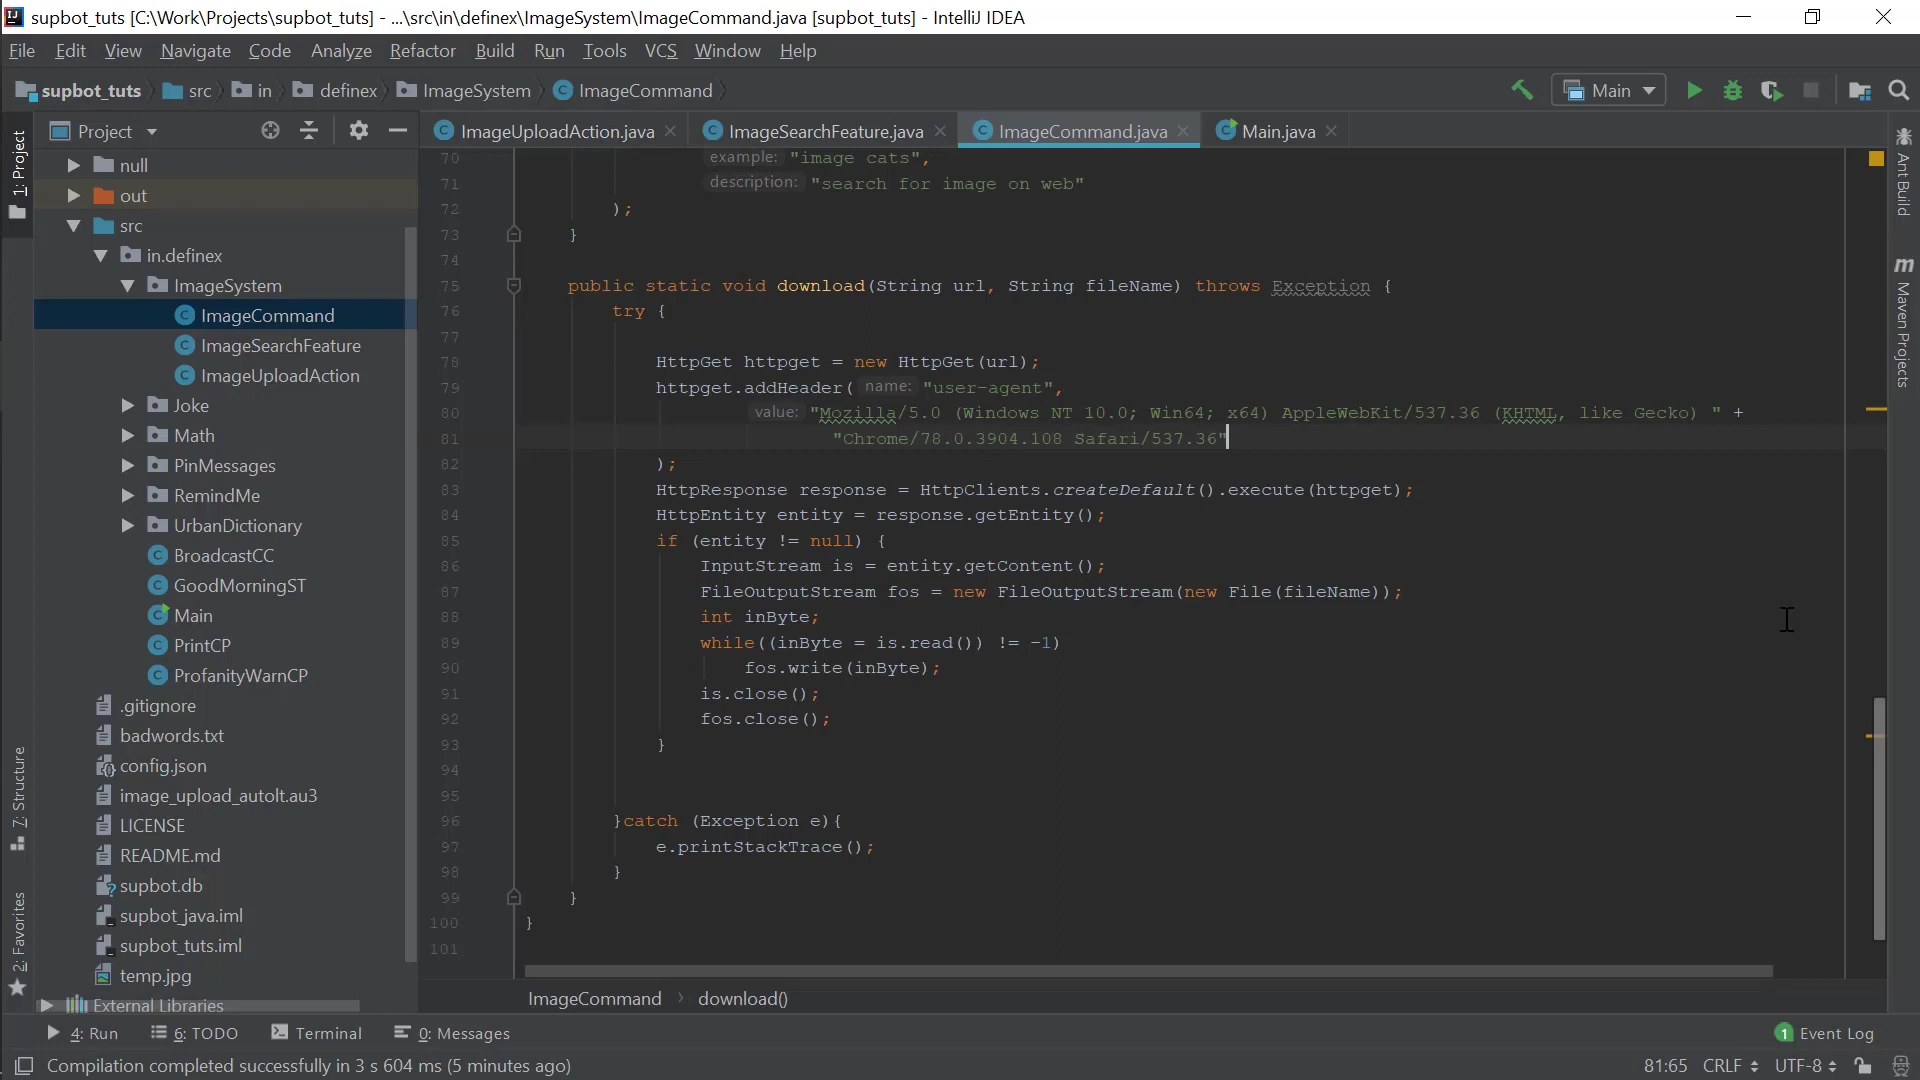 supbot_tuts [C:\Work\Projects\supbot_tuts] - ...\src\in\definex\ImageSystem\ImageCommand.java [supbot_tuts] - IntelliJ IDEA
File Edit View Navigate Code Analyze Refactor Build Run Tools VCS Window Help
supbot_tuts src in definex ImageSystem ImageCommand Main
Project ImageUploadAction.java ImageSearchFeature.java ImageCommand.java Main.java
1: Project
7: Structure
2: Favorites
null
out
src
in.definex
ImageSystem
ImageCommand
ImageSearchFeature
ImageUploadAction
Joke
Math
PinMessages
RemindMe
UrbanDictionary
BroadcastCC
GoodMorningST
Main
PrintCP
ProfanityWarnCP
.gitignore
badwords.txt
config.json
image_upload_autoIt.au3
LICENSE
README.md
supbot.db
supbot_java.iml
supbot_tuts.iml
temp.jpg
External Libraries
70 example: "image cats",
71 description: "search for image on web"
72 );
73 }
74
75 public static void download(String url, String fileName) throws Exception {
76 try {
77
78 HttpGet httpget = new HttpGet(url);
79 httpget.addHeader( name: "user-agent",
80 value: "Mozilla/5.0 (Windows NT 10.0; Win64; x64) AppleWebKit/537.36 (KHTML, like Gecko) " +
81 "Chrome/78.0.3904.108 Safari/537.36"
82 );
83 HttpResponse response = HttpClients.createDefault().execute(httpget);
84 HttpEntity entity = response.getEntity();
85 if (entity != null) {
86 InputStream is = entity.getContent();
87 FileOutputStream fos = new FileOutputStream(new File(fileName));
88 int inByte;
89 while((inByte = is.read()) != -1)
90 fos.write(inByte);
91 is.close();
92 fos.close();
93 }
94
95
96 }catch (Exception e){
97 e.printStackTrace();
98 }
99 }
100 }
101
Ant Build
m Maven Projects
ImageCommand › download()
4: Run 6: TODO Terminal 0: Messages 1 Event Log
Compilation completed successfully in 3 s 604 ms (5 minutes ago) 81:65 CRLF UTF-8